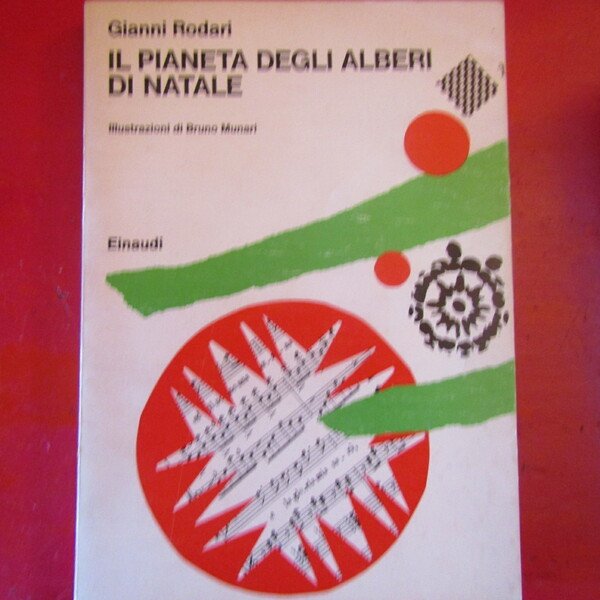 Gianni Rodari
IL PIANETA DEGLI ALBERI
DI NATALE
Illustrazioni di Bruno Munari
Einaudi